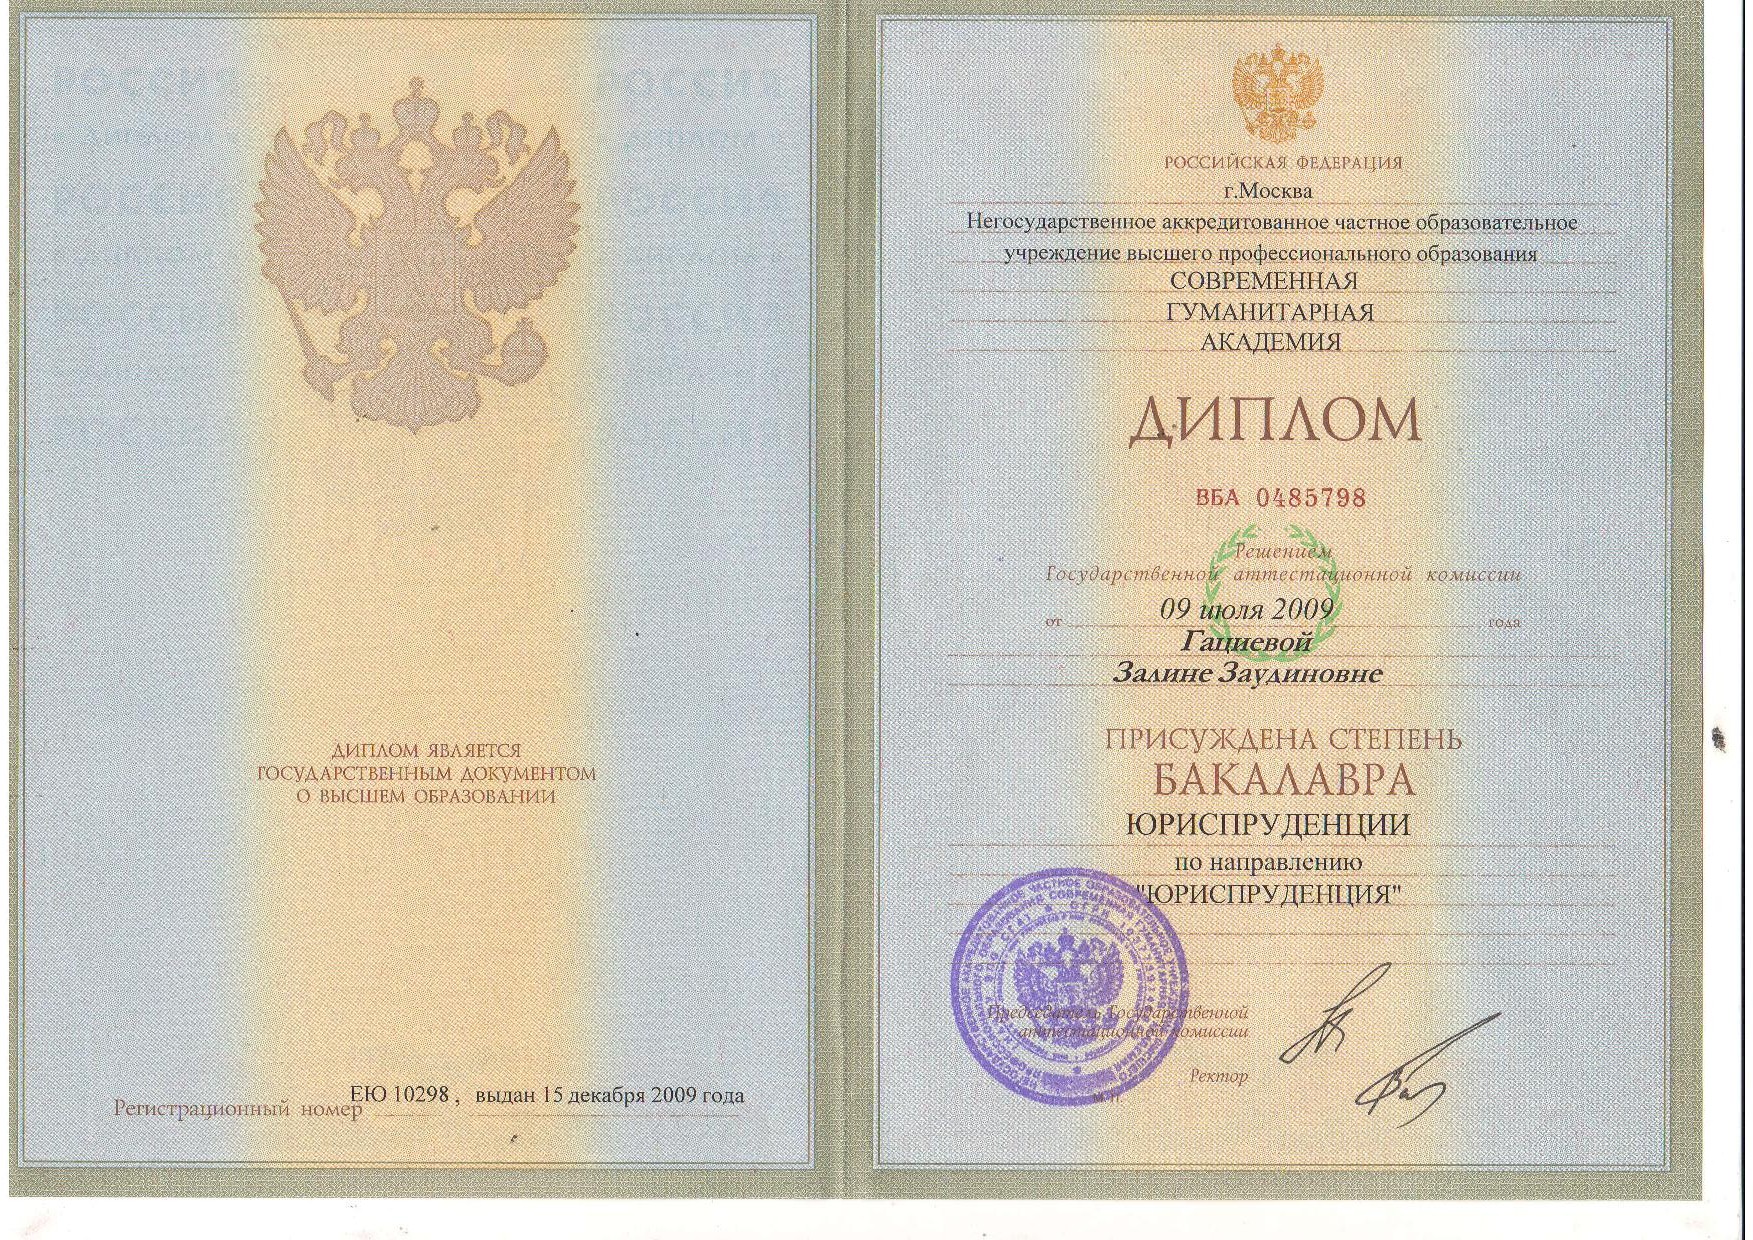 ДИПЛОМ ЯВЛЯЕТСЯ
ГОСУДАРСТВЕННЫМ ДОКУМЕНТОМ
О ВЫСШЕМ ОБРАЗОВАНИИ
Регистрационный номер ЕЮ 10298 , выдан 15 декабря 2009 года
РОССИЙСКАЯ ФЕДЕРАЦИЯ
г.Москва
Негосударственное аккредитованное частное образовательное
учреждение высшего профессионального образования
СОВРЕМЕННАЯ
ГУМАНИТАРНАЯ
АКАДЕМИЯ
ДИПЛОМ
ВБА 0485798
Решением
Государственной аттестационной комиссии
от 09 июля 2009 года
Гациевой
Залине Заудиновне
ПРИСУЖДЕНА СТЕПЕНЬ
БАКАЛАВРА
ЮРИСПРУДЕНЦИИ
по направлению
"ЮРИСПРУДЕНЦИЯ"
Председатель Государственной
аттестационной комиссии
Ректор
М.П.